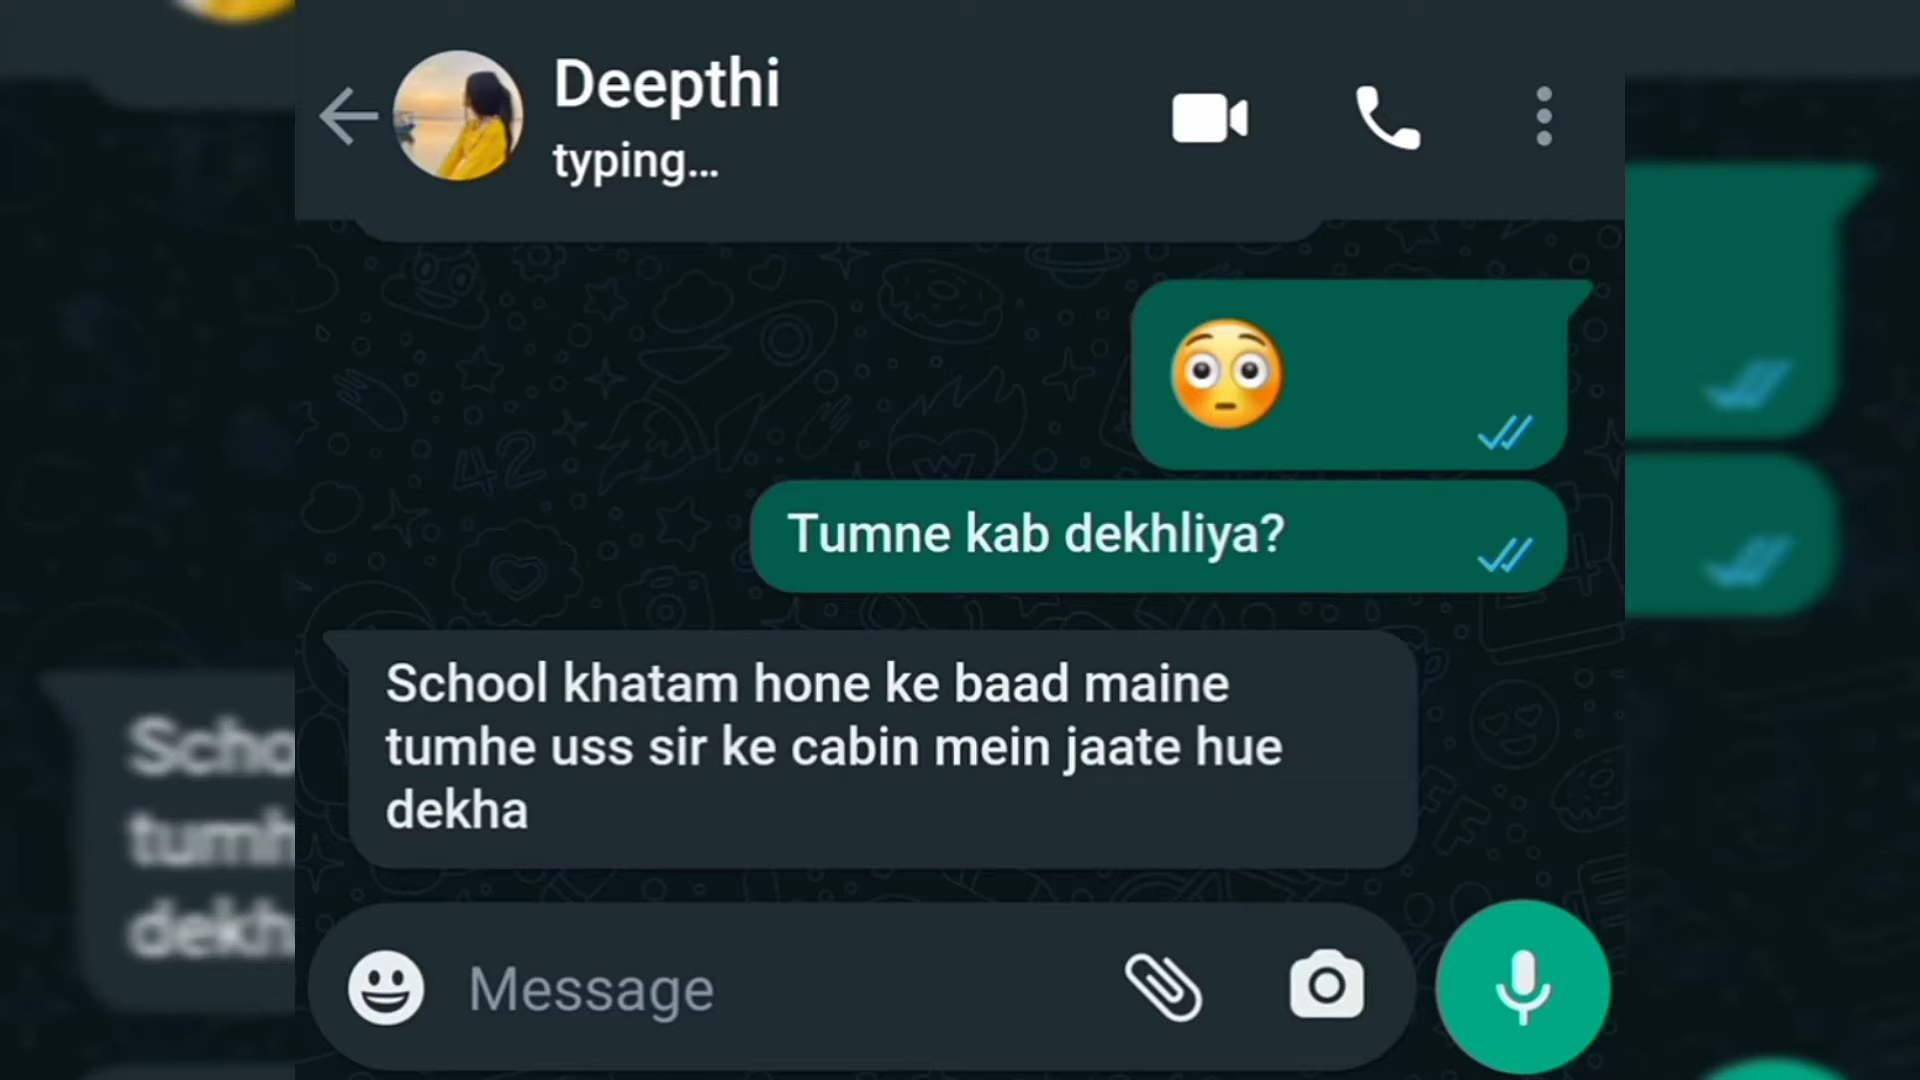 Deepthi
typing...
😳
Tumne kab dekhliya?
School khatam hone ke baad maine
tumhe uss sir ke cabin mein jaate hue
dekha
Message